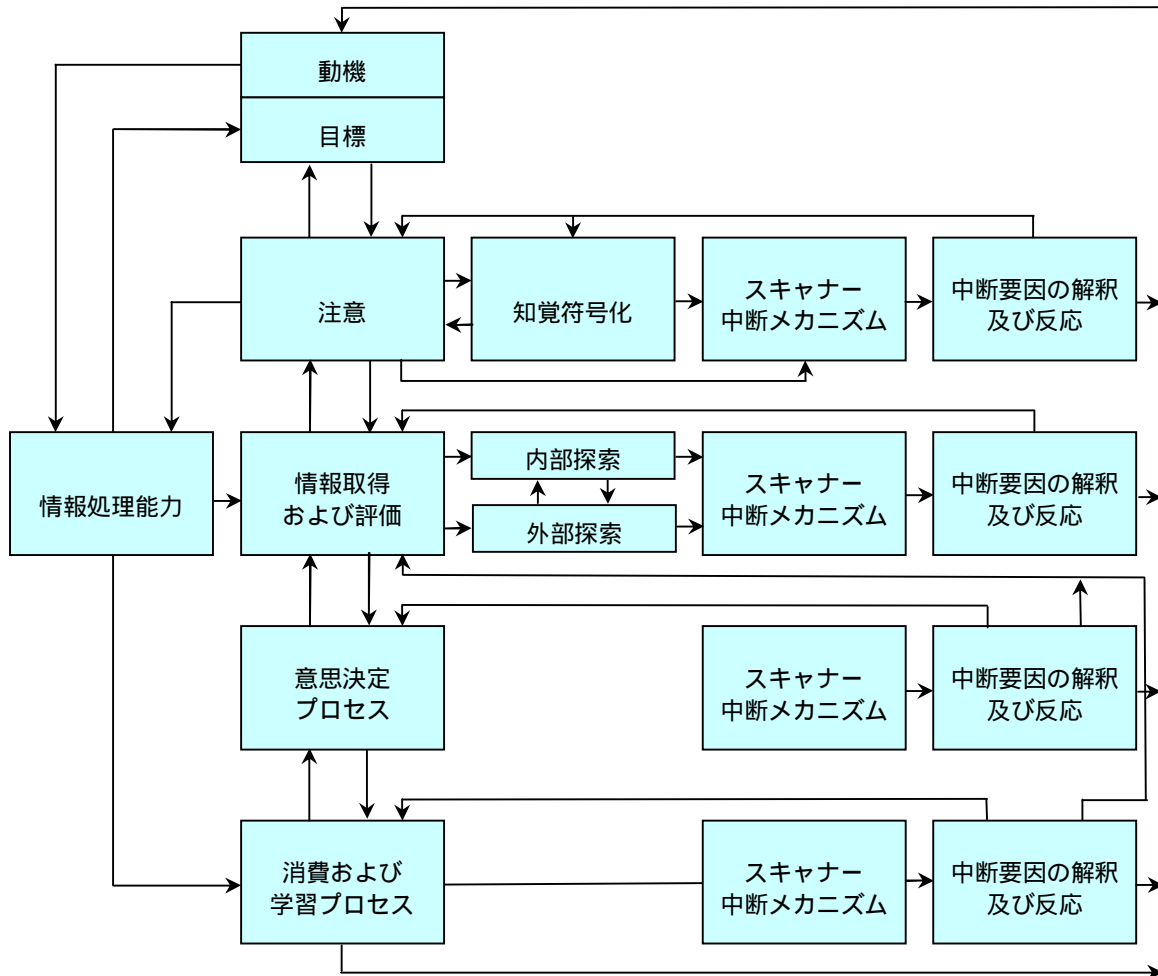 動機
目標
注意
知覚符号化
スキャナー
中断メカニズム
中断要因の解釈
及び反応
情報処理能力
情報取得
および評価
内部探索
外部探索
スキャナー
中断メカニズム
中断要因の解釈
及び反応
意思決定
プロセス
スキャナー
中断メカニズム
中断要因の解釈
及び反応
消費および
学習プロセス
スキャナー
中断メカニズム
中断要因の解釈
及び反応